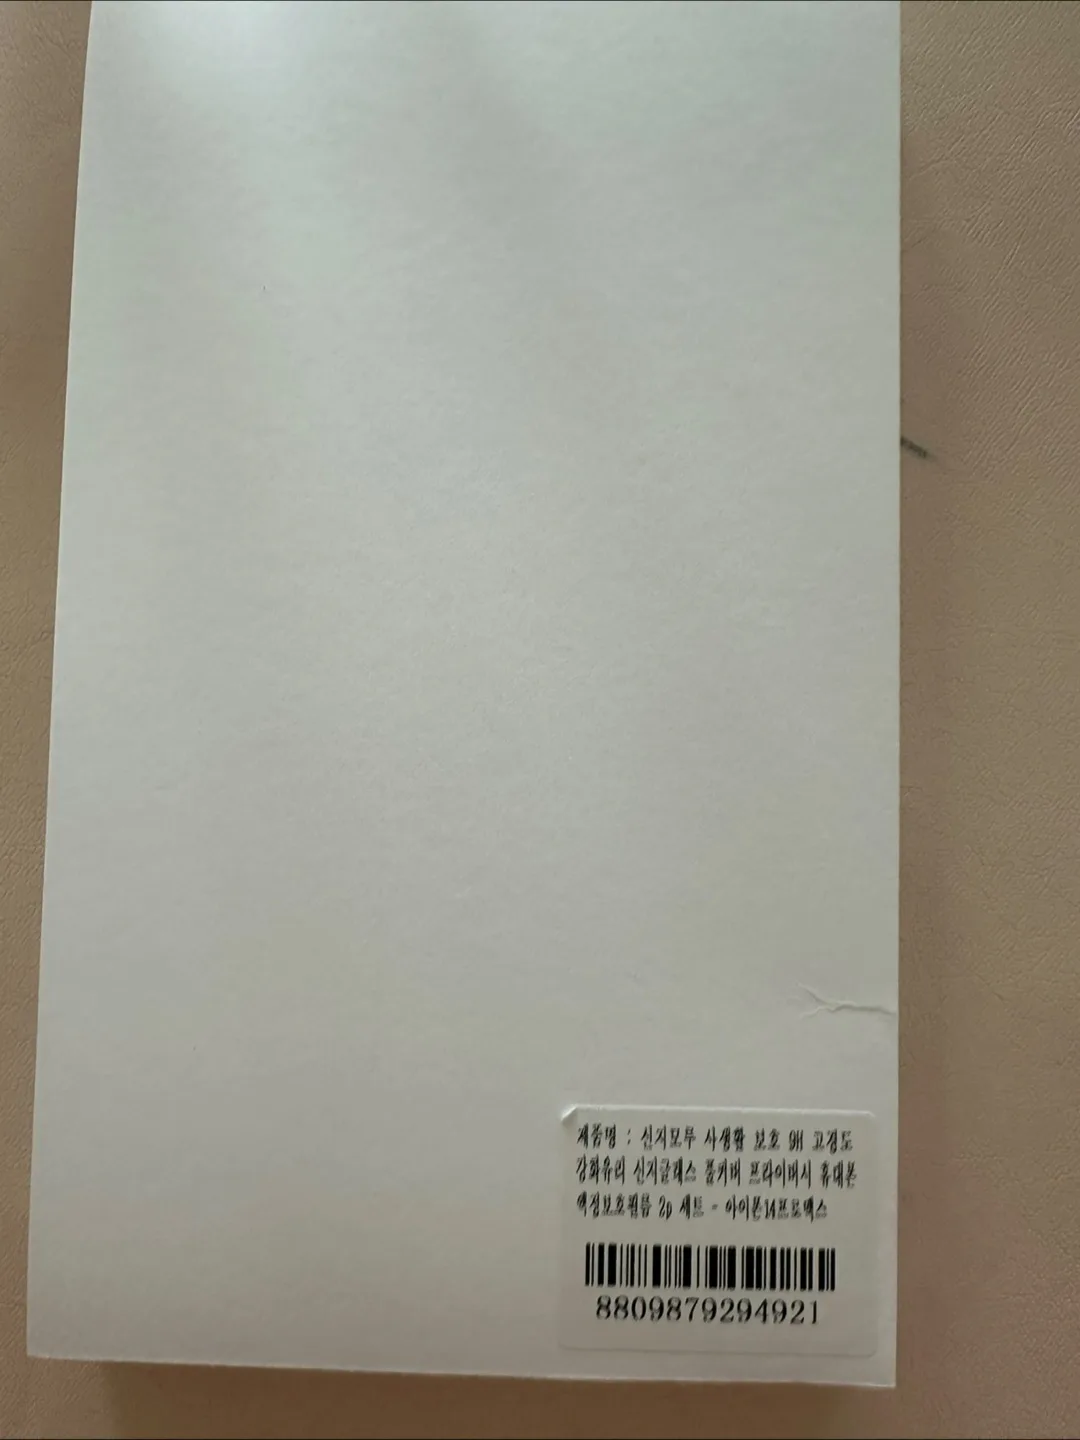 제품명 : 신지모루 사생활 보호 9H 고경도
강화유리 신지글래스 풀커버 프라이버시 휴대폰
액정보호필름 2p 세트 - 아이폰14프로맥스
8809879294921